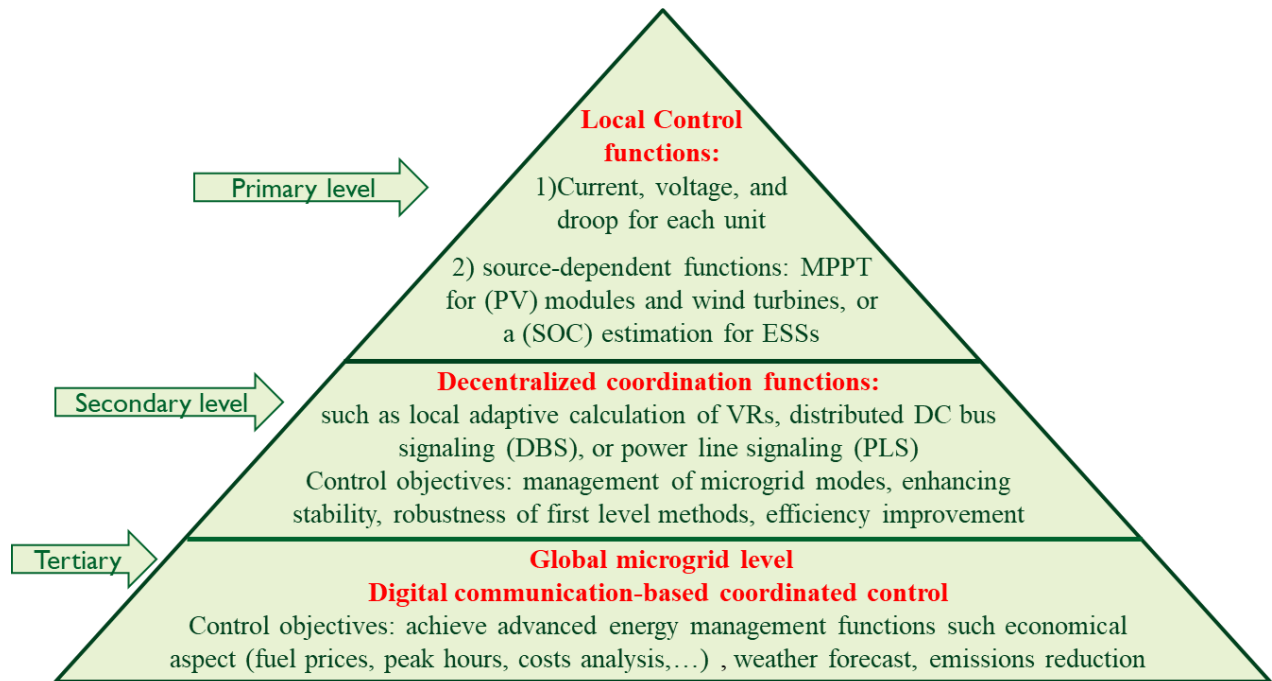 Local Control
functions:
Primary level
1)Current, voltage, and
droop for each unit
2) source-dependent functions: MPPT
for (PV) modules and wind turbines, or
a (SOC) estimation for ESSs
Secondary level
Decentralized coordination functions:
such as local adaptive calculation of VRs, distributed DC bus
signaling (DBS), or power line signaling (PLS)
Control objectives: management of microgrid modes, enhancing
stability, robustness of first level methods, efficiency improvement
Tertiary
Global microgrid level
Digital communication-based coordinated control
Control objectives: achieve advanced energy management functions such economical
aspect (fuel prices, peak hours, costs analysis,...) , weather forecast, emissions reduction